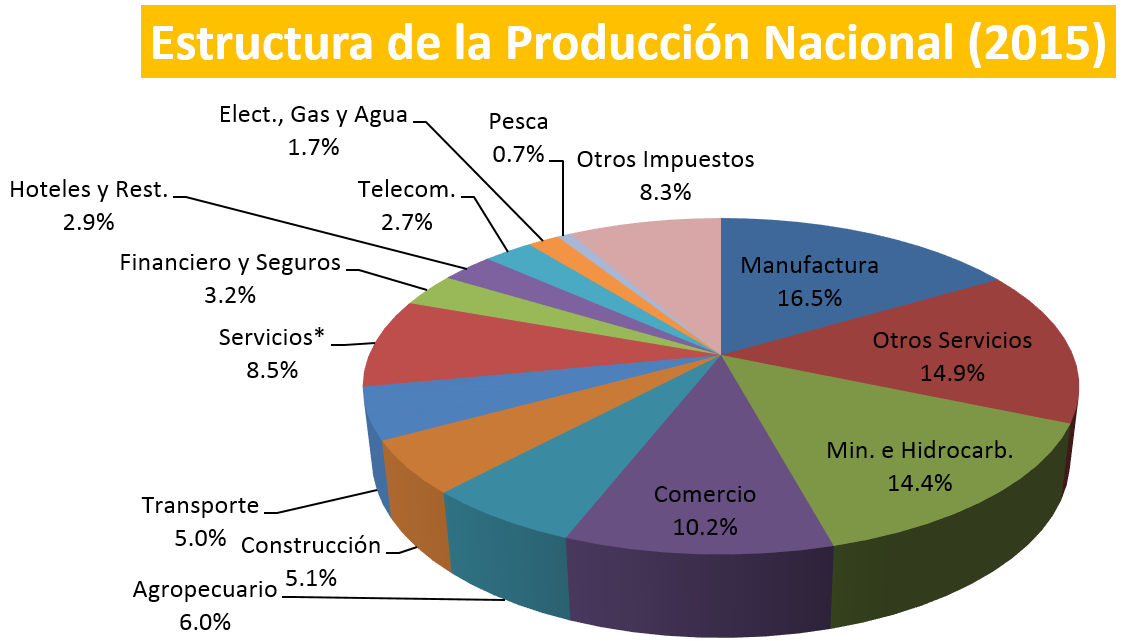 Estructura de la Producción Nacional (2015)
Elect., Gas y Agua
1.7%
Pesca
0.7%
Otros Impuestos
8.3%
Hoteles y Rest.
2.9%
Telecom.
2.7%
Financiero y Seguros
3.2%
Manufactura
16.5%
Servicios*
8.5%
Otros Servicios
14.9%
Min. e Hidrocarb.
14.4%
Comercio
10.2%
Transporte
5.0%
Construcción
5.1%
Agropecuario
6.0%